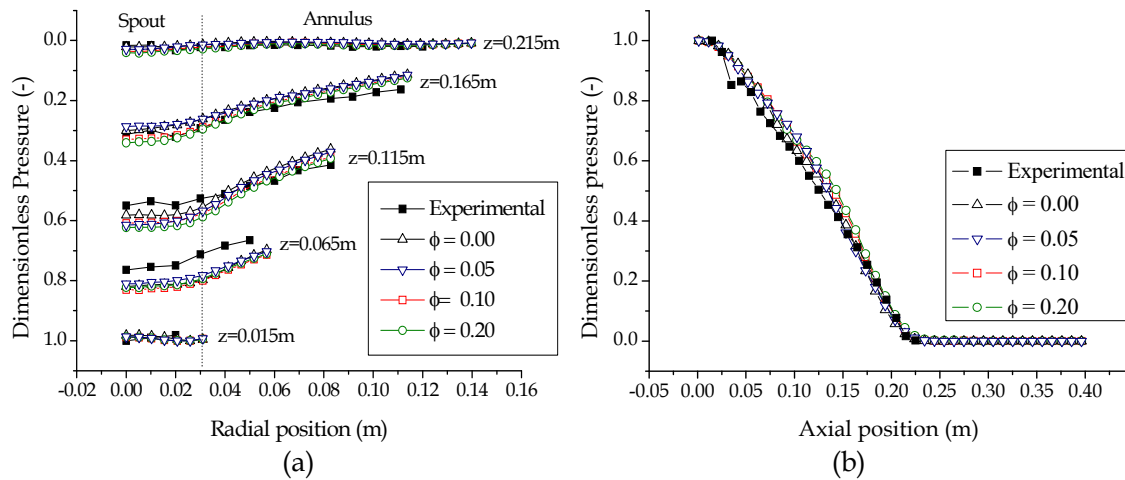 Spout Annulus
0.0
0.2
0.4
0.6
0.8
1.0
Dimensionless Pressure (-)
z=0.215m
z=0.165m
z=0.115m
z=0.065m
z=0.015m
Experimental
ϕ = 0.00
ϕ = 0.05
ϕ= 0.10
ϕ = 0.20
-0.02 0.00 0.02 0.04 0.06 0.08 0.10 0.12 0.14 0.16
Radial position (m)
(a)
1.0
0.8
0.6
0.4
0.2
0.0
Dimensionless pressure (-)
Experimental
ϕ = 0.00
ϕ = 0.05
ϕ = 0.10
ϕ = 0.20
-0.05 0.00 0.05 0.10 0.15 0.20 0.25 0.30 0.35 0.40
Axial position (m)
(b)